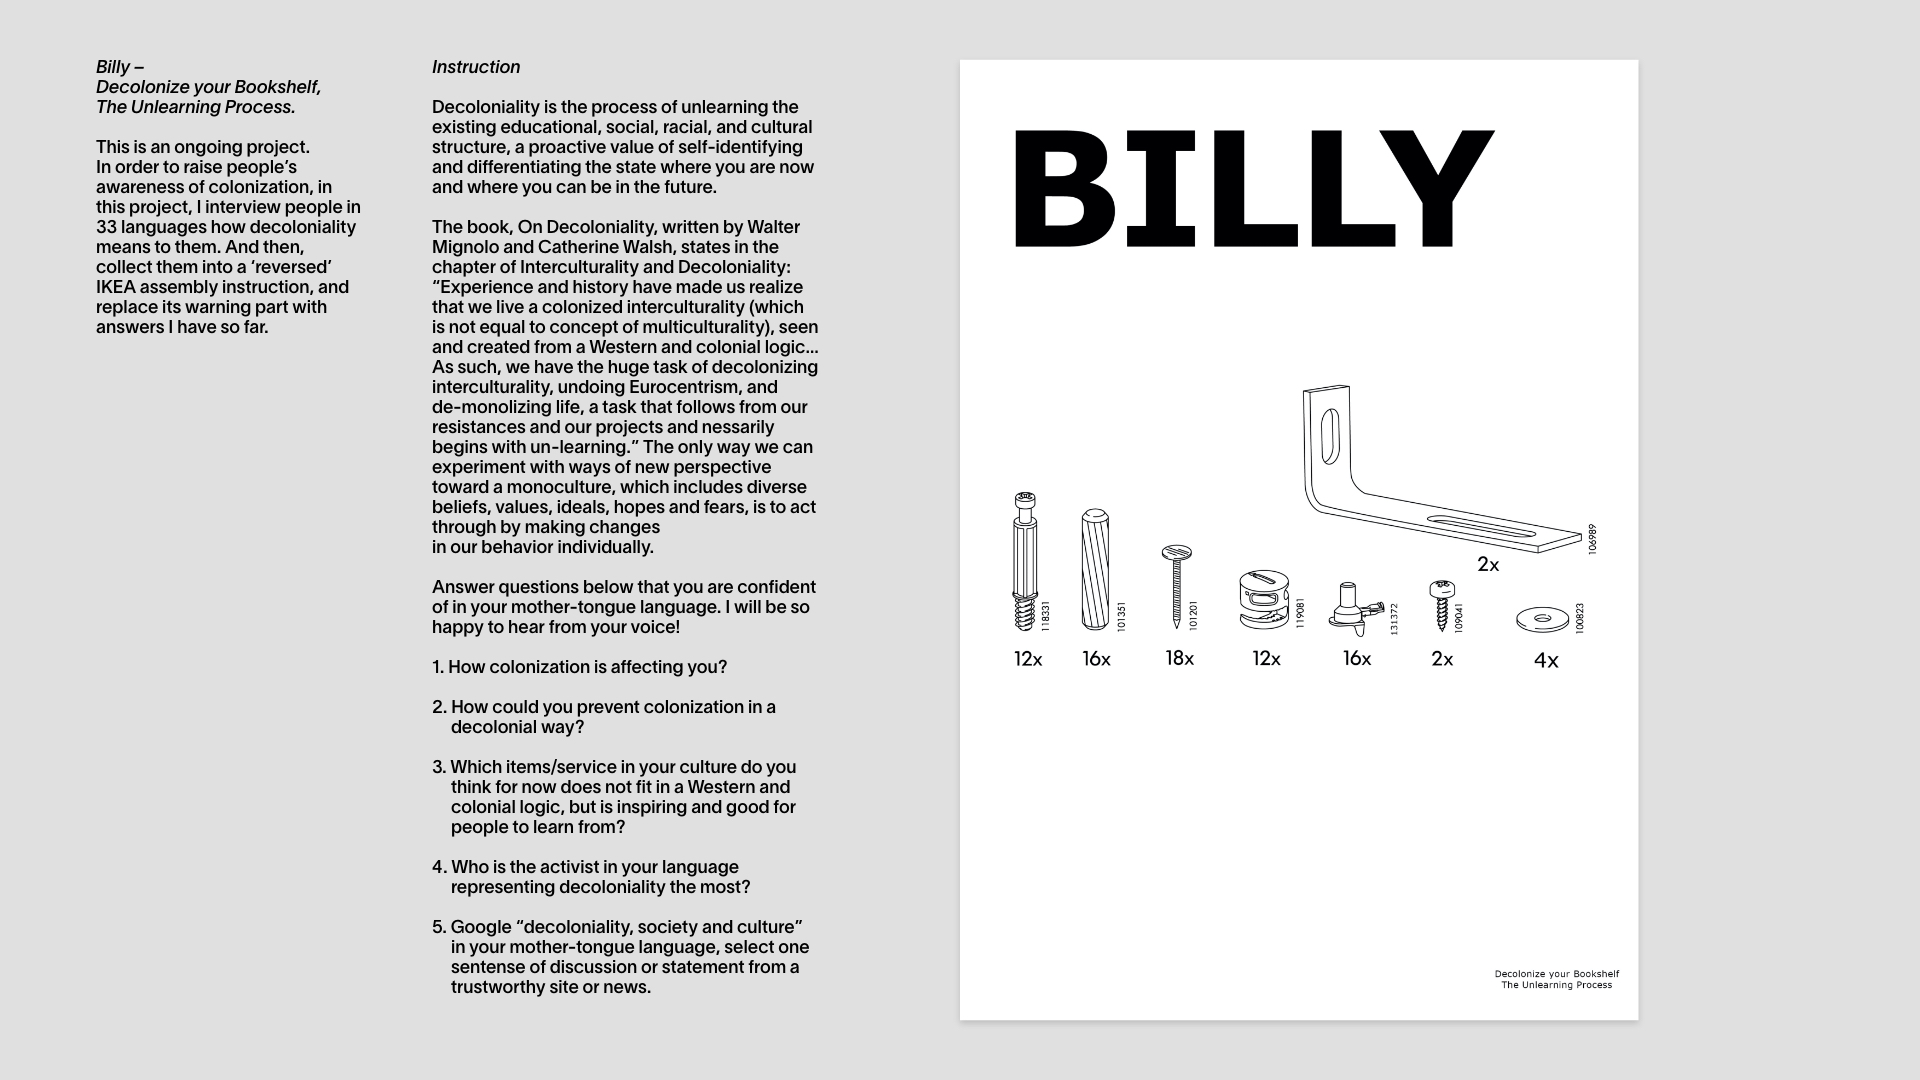 Billy –
Decolonize your Bookshelf,
The Unlearning Process.
This is an ongoing project.
In order to raise people’s
awareness of colonization, in
this project, I interview people in
33 languages how decoloniality
means to them. And then,
collect them into a ‘reversed’
IKEA assembly instruction, and
replace its warning part with
answers I have so far.
Instruction
Decoloniality is the process of unlearning the
existing educational, social, racial, and cultural
structure, a proactive value of self-identifying
and differentiating the state where you are now
and where you can be in the future.
The book, On Decoloniality, written by Walter
Mignolo and Catherine Walsh, states in the
chapter of Interculturality and Decoloniality:
“Experience and history have made us realize
that we live a colonized interculturality (which
is not equal to concept of multiculturality), seen
and created from a Western and colonial logic...
As such, we have the huge task of decolonizing
interculturality, undoing Eurocentrism, and
de-monolizing life, a task that follows from our
resistances and our projects and nessarily
begins with un-learning.” The only way we can
experiment with ways of new perspective
toward a monoculture, which includes diverse
beliefs, values, ideals, hopes and fears, is to act
through by making changes
in our behavior individually.
Answer questions below that you are confident
of in your mother-tongue language. I will be so
happy to hear from your voice!
1. How colonization is affecting you?
2. How could you prevent colonization in a
decolonial way?
3. Which items/service in your culture do you
think for now does not fit in a Western and
colonial logic, but is inspiring and good for
people to learn from?
4. Who is the activist in your language
representing decoloniality the most?
5. Google “decoloniality, society and culture”
in your mother-tongue language, select one
sentense of discussion or statement from a
trustworthy site or news.
BILLY
106989
2x
118331
101351
101201
119081
131372
109041
100823
12x
16x
18x
12x
16x
2x
4x
Decolonize your Bookshelf
The Unlearning Process